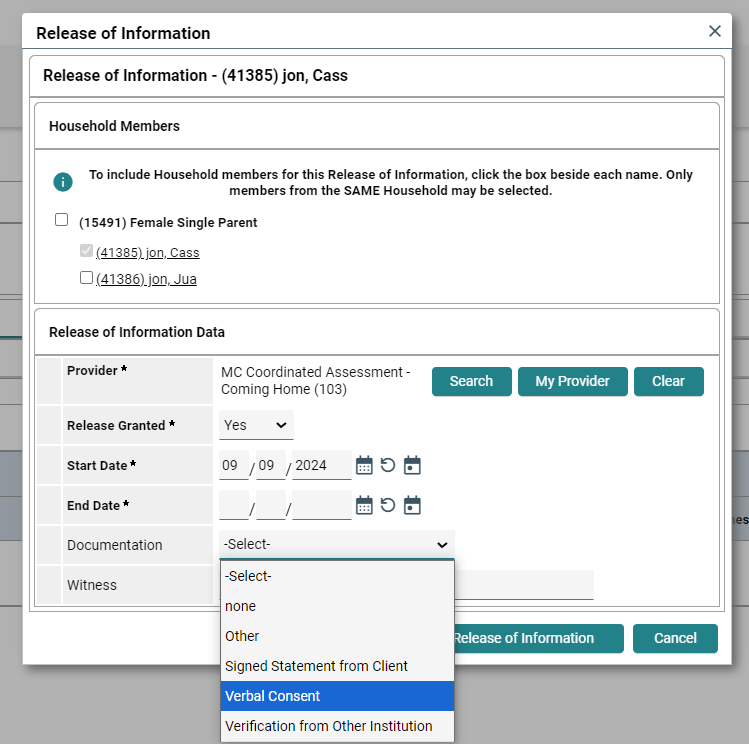 Release of Information
Release of Information - (41385) jon, Cass
Household Members
To include Household members for this Release of Information, click the box beside each name. Only
members from the SAME Household may be selected.
(15491) Female Single Parent
(41385) jon, Cass
(41386) jon, Jua
Release of Information Data
Provider *
MC Coordinated Assessment -
Coming Home (103)
Search
My Provider
Clear
Release Granted *
Yes
Start Date *
09 / 09 / 2024
End Date *
/ /
Documentation
-Select-
Witness
-Select-
none
Other
Signed Statement from Client
Verbal Consent
Verification from Other Institution
Release of Information
Cancel